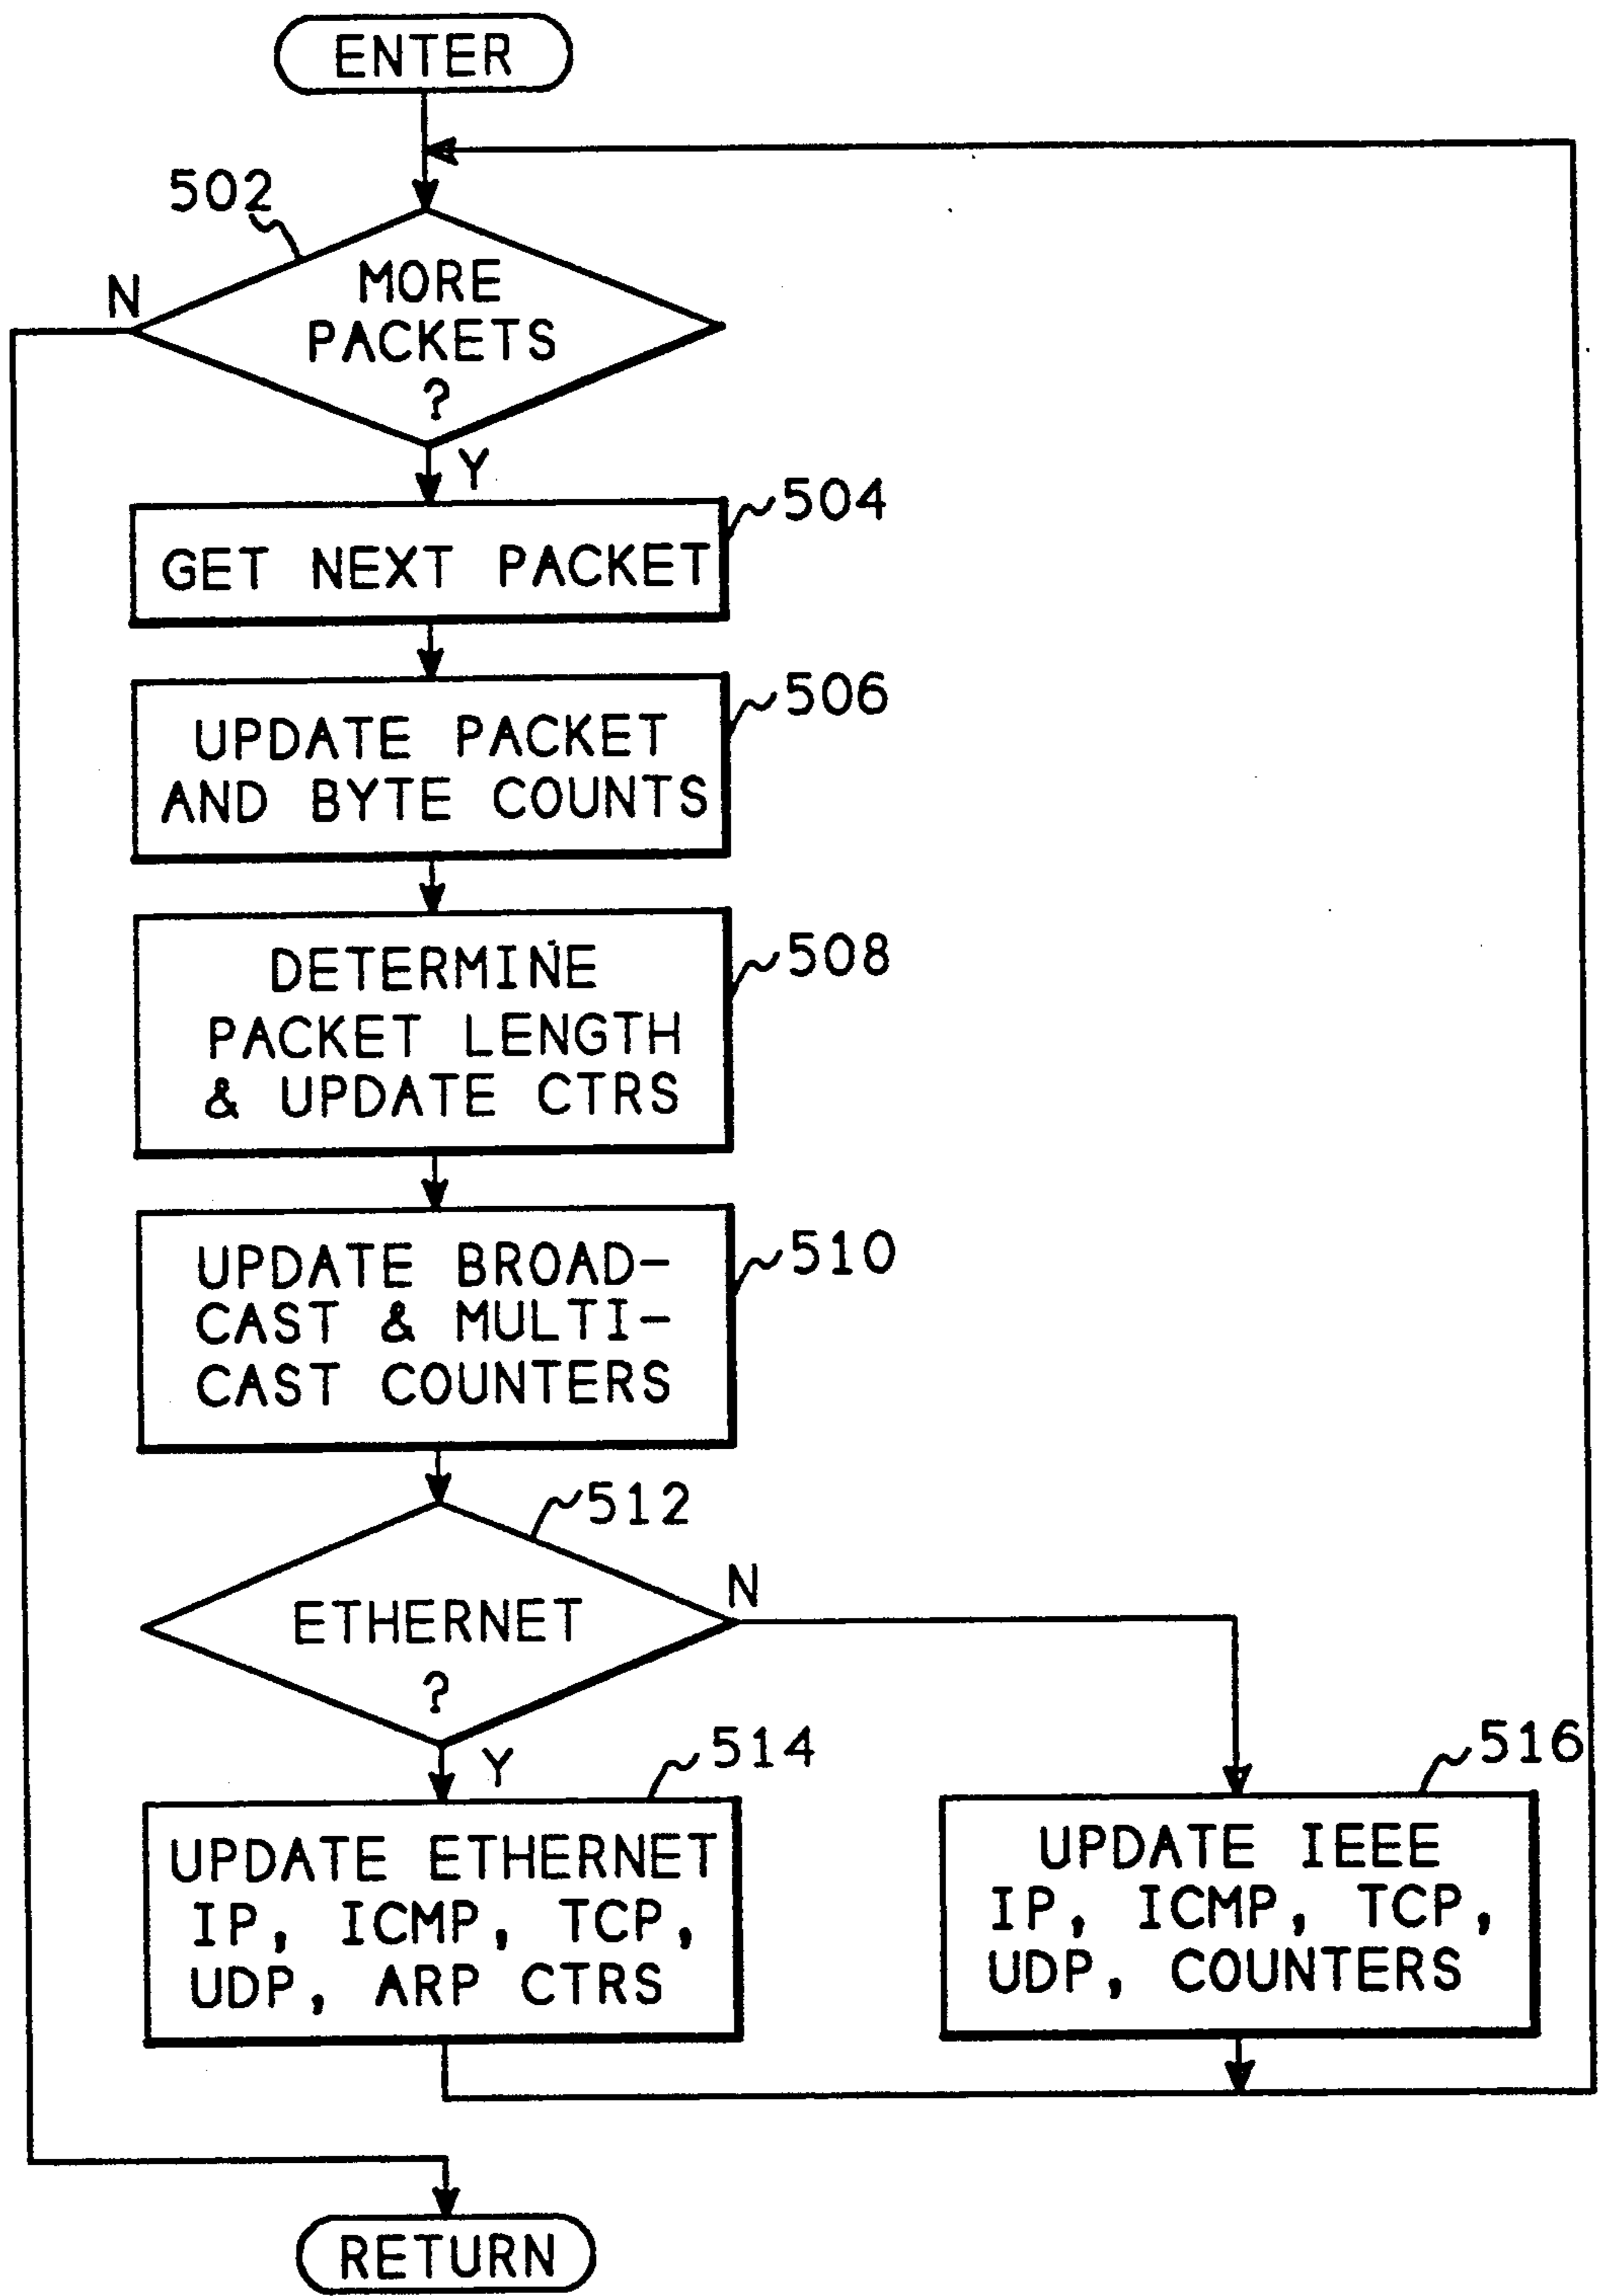 ENTER
502
N
MORE
PACKETS
?
Y
504
GET NEXT PACKET
506
UPDATE PACKET
AND BYTE COUNTS
508
DETERMINE
PACKET LENGTH
& UPDATE CTRS
510
UPDATE BROAD-
CAST & MULTI-
CAST COUNTERS
512
N
ETHERNET
?
Y
514
UPDATE ETHERNET
IP, ICMP, TCP,
UDP, ARP CTRS
516
UPDATE IEEE
IP, ICMP, TCP,
UDP, COUNTERS
RETURN